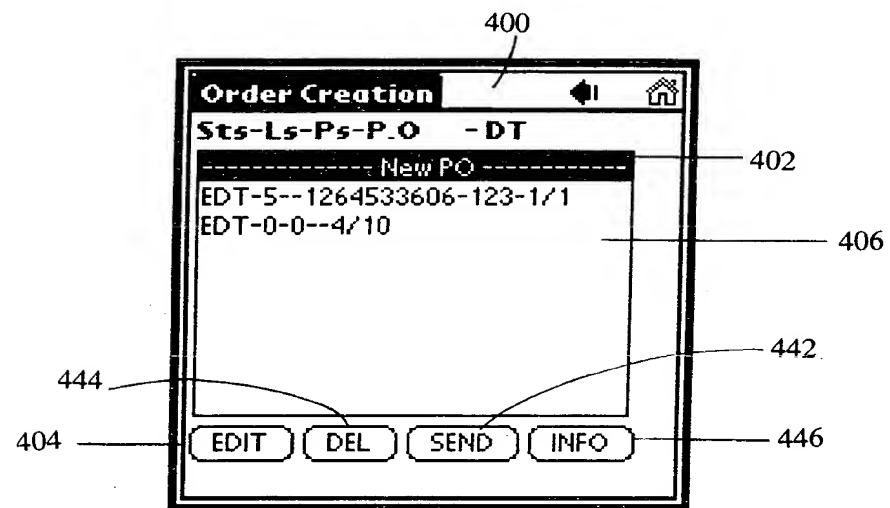 400
Order Creation
Sts-Ls-Ps-P.O -DT
-------------- New PO --------------
402
EDT-5--1264533606-123-1/1
EDT-0-0--4/10
406
442
444
404
EDIT DEL SEND INFO
446